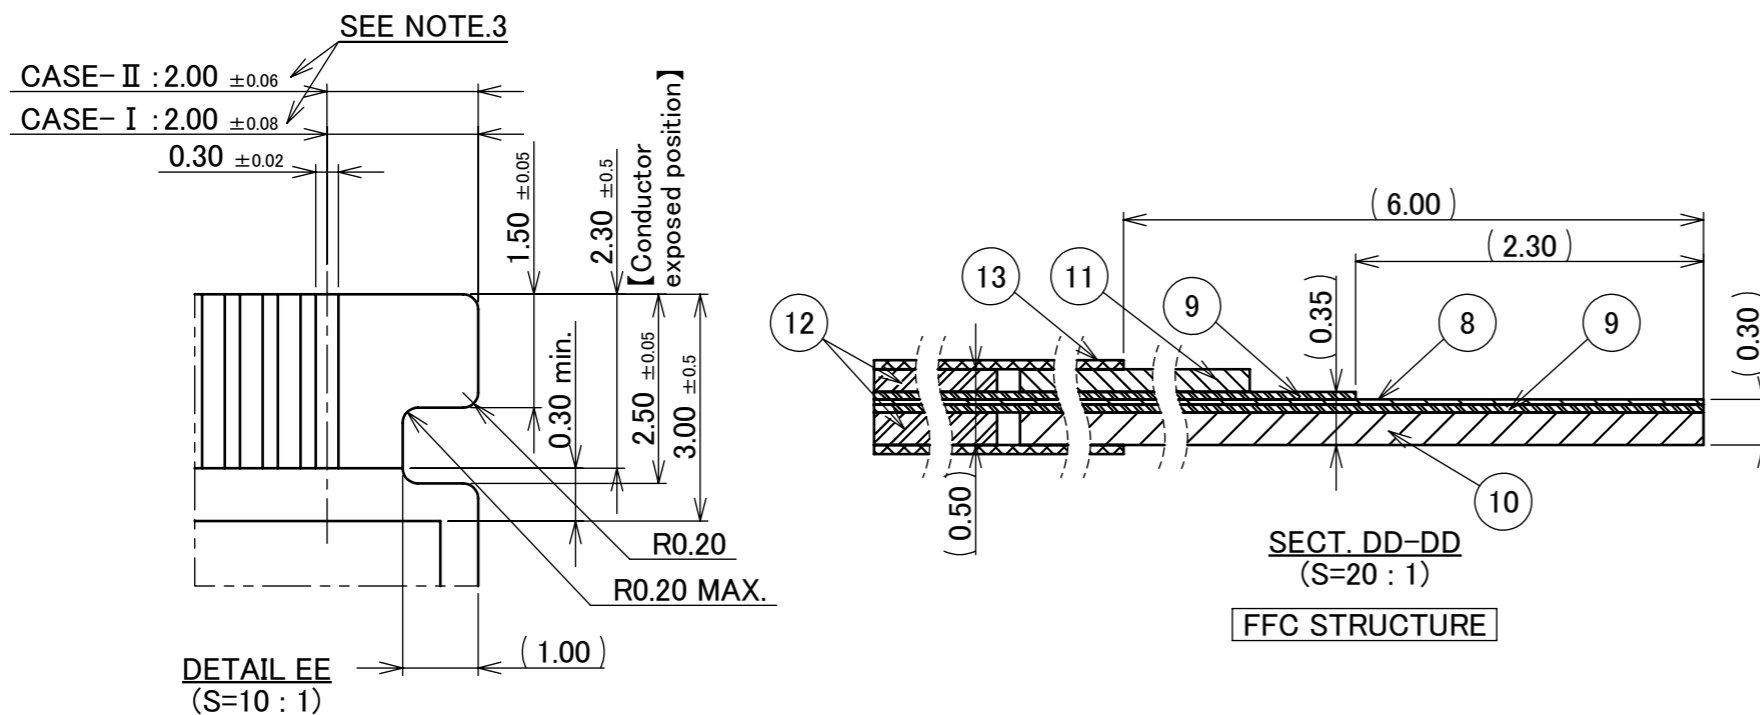 SEE NOTE.3
CASE-Ⅱ:2.00 ±0.06
CASE-Ⅰ:2.00 ±0.08
0.30 ±0.02
1.50 ±0.05
2.30 ±0.5
【Conductor
exposed position】
0.30 min.
2.50 ±0.05
3.00 ±0.5
R0.20
R0.20 MAX.
(1.00)
DETAIL EE
(S=10 : 1)
(6.00)
(2.30)
13
11
9
12
(0.35)
8
9
(0.30)
(0.50)
10
SECT. DD-DD
(S=20 : 1)
FFC STRUCTURE